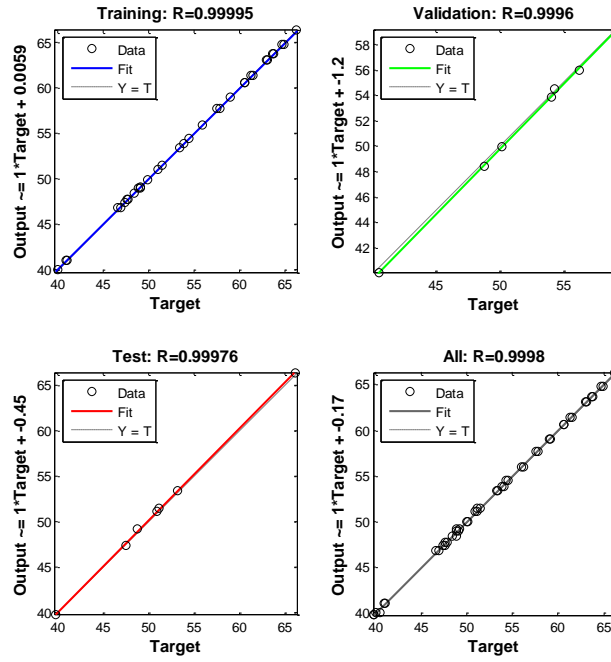 Training: R=0.99995
Output ~= 1*Target + 0.0059
65
60
55
50
45
40
Data
Fit
Y = T
40 45 50 55 60 65
Target
Validation: R=0.9996
Output ~= 1*Target + -1.2
58
56
54
52
50
48
46
44
42
Data
Fit
Y = T
45 55
Target
Test: R=0.99976
Output ~= 1*Target + -0.45
65
60
55
50
45
40
Data
Fit
Y = T
40 45 50 55 60 65
Target
All: R=0.9998
Output ~= 1*Target + -0.17
65
60
55
50
45
40
Data
Fit
Y = T
40 45 50 55 60 65
Target